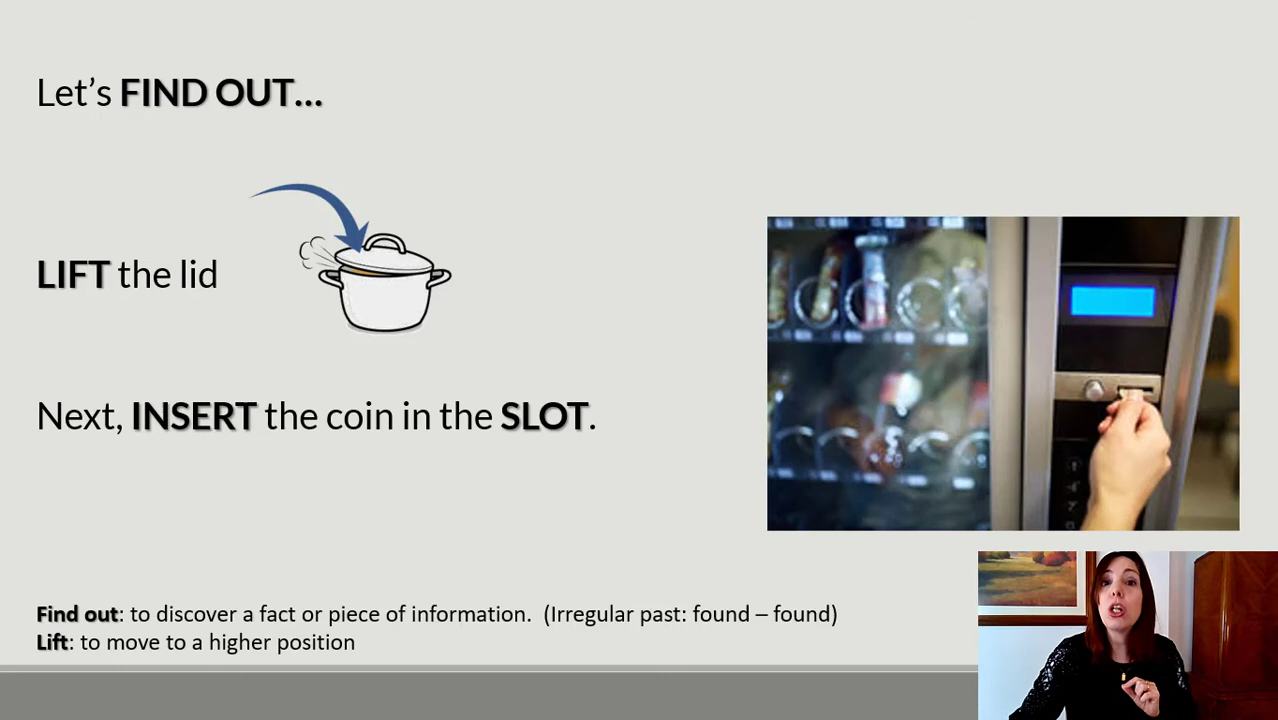 Let's FIND OUT...
LIFT the lid
Next, INSERT the coin in the SLOT.
Find out: to discover a fact or piece of information. (Irregular past: found – found)
Lift: to move to a higher position